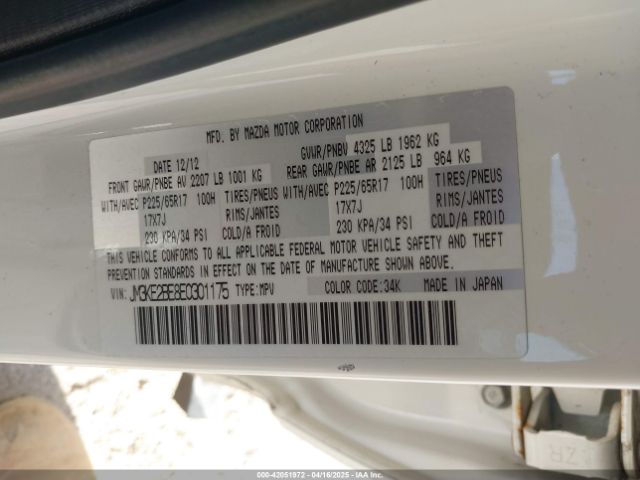 MFD. BY MAZDA MOTOR CORPORATION
DATE 12/12
GVWR/PNBV 4325 LB 1962 KG
FRONT GAWR/PNBE AV 2207 LB 1001 KG
REAR GAWR/PNBE AR 2125 LB 964 KG
WITH/AVEC P225/65R17 100H TIRES/PNEUS WITH/AVEC P225/65R17 100H TIRES/PNEUS
17X7J RIMS/JANTES 17X7J RIMS/JANTES
230 KPA/34 PSI COLD/A FROID 230 KPA/34 PSI COLD/A FROID
THIS VEHICLE CONFORMS TO ALL APPLICABLE FEDERAL MOTOR VEHICLE SAFETY AND THEFT
PREVENTION STANDARDS IN EFFECT ON THE DATE OF MANUFACTURE SHOWN ABOVE.
VIN: JM3KE2BE8E0301175 TYPE:MPV COLOR CODE:34K MADE IN JAPAN
ZR
000-42051972 - 04/16/2025 - IAA Inc.